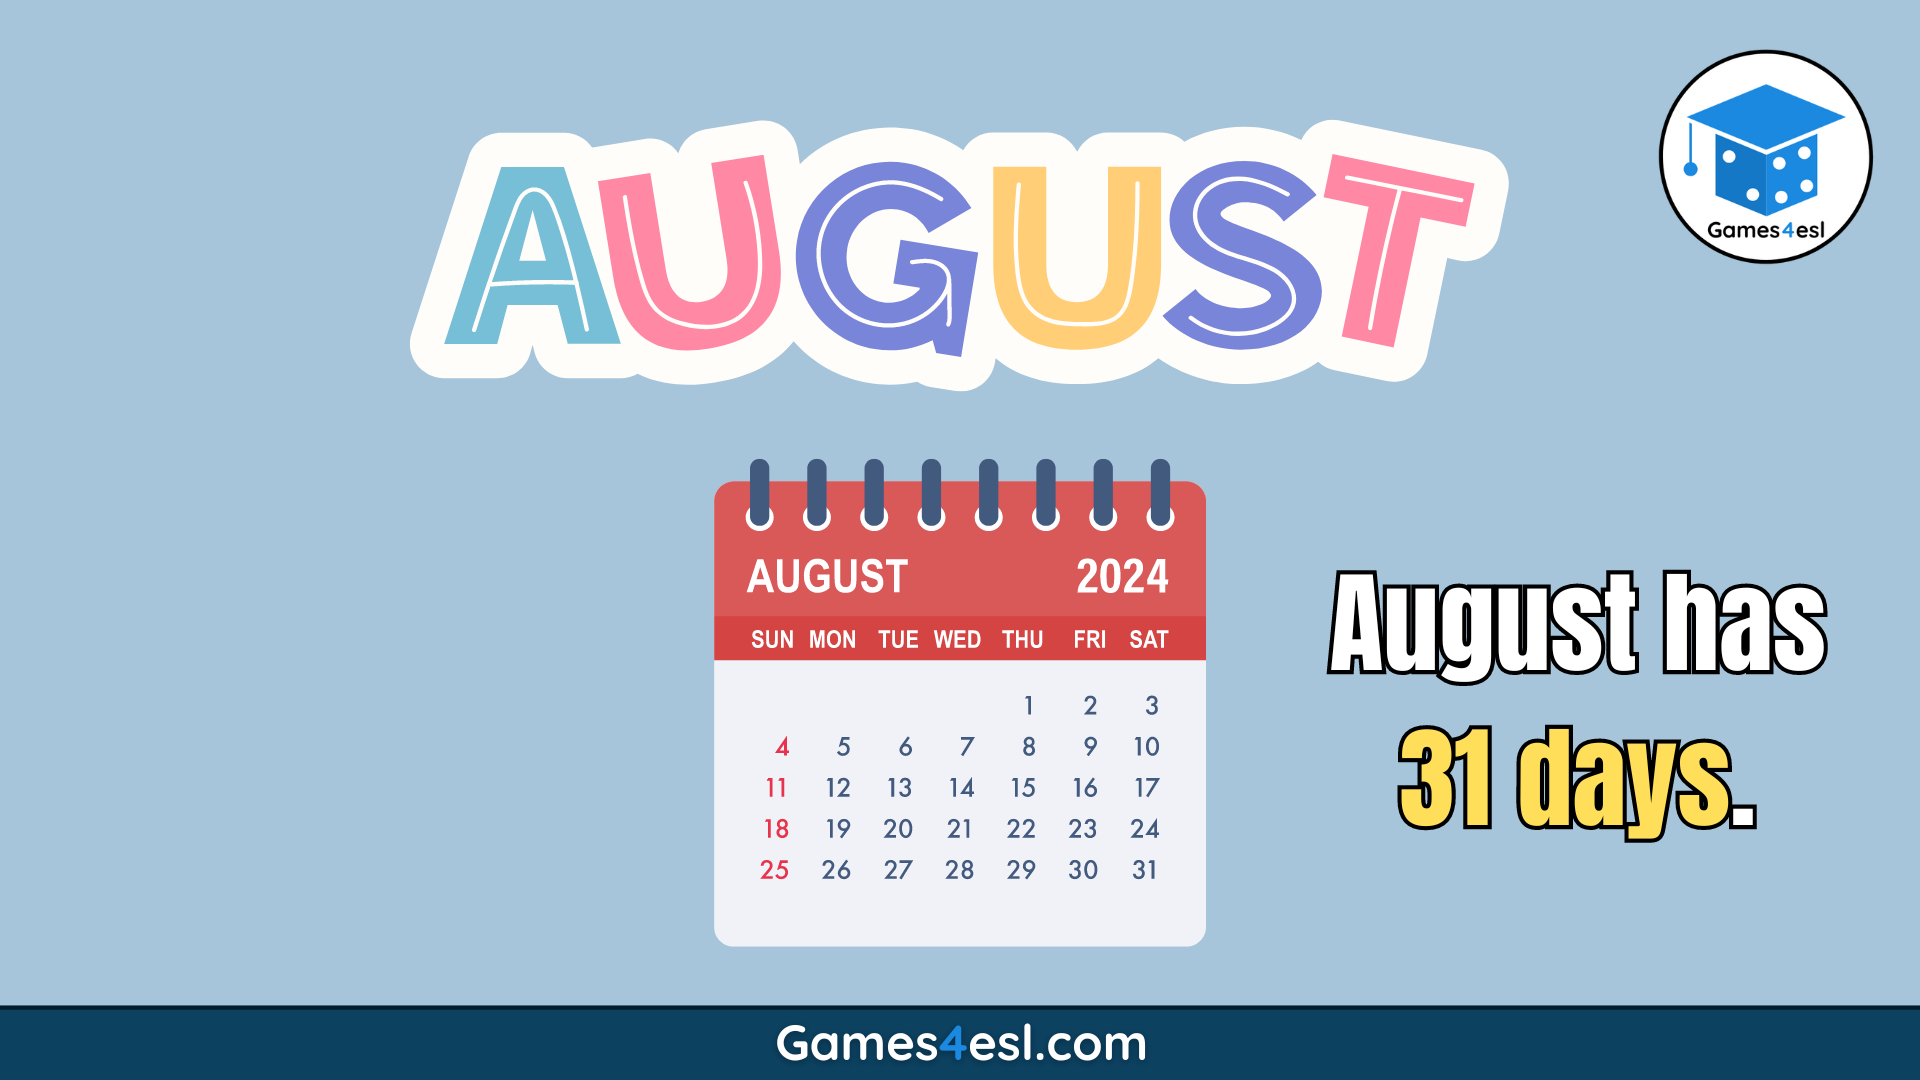 AUGUST
Games4esl
AUGUST 2024
SUN MON TUE WED THU FRI SAT
1 2 3
4 5 6 7 8 9 10
11 12 13 14 15 16 17
18 19 20 21 22 23 24
25 26 27 28 29 30 31
August has
31 days.
Games4esl.com